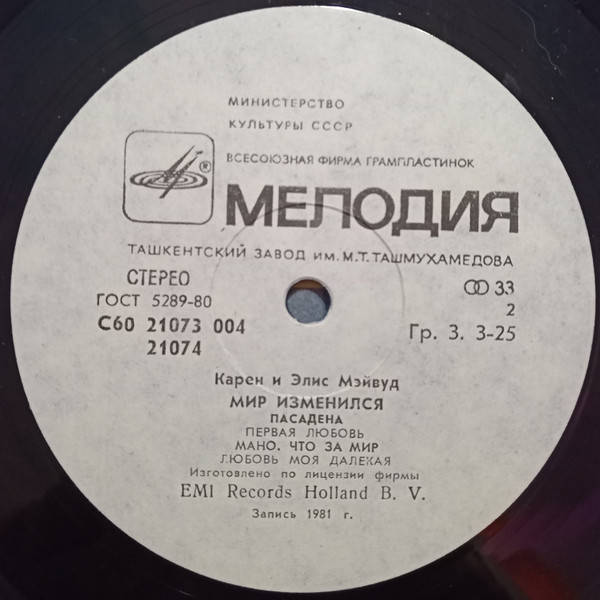 МИНИСТЕРСТВО
КУЛЬТУРЫ СССР
ВСЕСОЮЗНАЯ ФИРМА ГРАМПЛАСТИНОК
®
МЕЛОДИЯ
ТАШКЕНТСКИЙ ЗАВОД ИМ. М.Т. ТАШМУХАМЕДОВА
СТЕРЕО
ГОСТ 5289-80
С60 21073 004
21074
33
2
Гр. 3. 3-25
Карен и Элис Мэйвуд
МИР ИЗМЕНИЛСЯ
ПАСАДЕНА
ПЕРВАЯ ЛЮБОВЬ
МАНО. ЧТО ЗА МИР
ЛЮБОВЬ МОЯ ДАЛЕКАЯ
Изготовлено по лицензии фирмы
EMI Records Holland B. V.
Запись 1981 г.